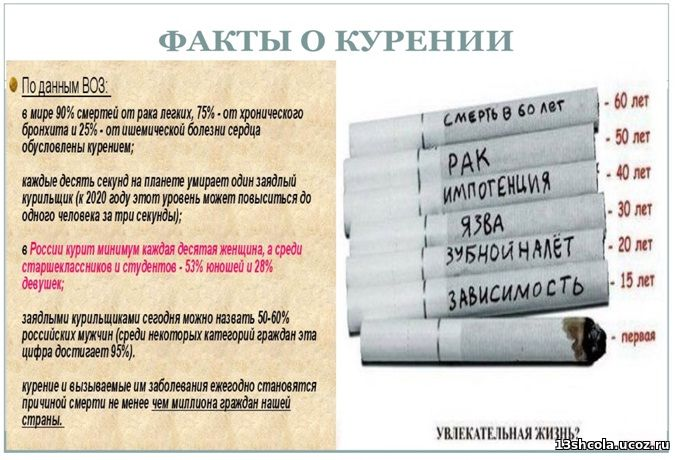 ФАКТЫ О КУРЕНИИ
По данным ВОЗ:
в мире 90% смертей от рака легких, 75% - от хронического
бронхита и 25% - от ишемической болезни сердца
обусловлены курением;
каждые десять секунд на планете умирает один заядлый
курильщик (к 2020 году этот уровень может повыситься до
одного человека за три секунды);
в России курит минимум каждая десятая женщина, а среди
старшеклассников и студентов - 53% юношей и 28%
девушек;
заядлыми курильщиками сегодня можно назвать 50-60%
российских мужчин (среди некоторых категорий граждан эта
цифра достигает 95%).
курение и вызываемые им заболевания ежегодно становятся
причиной смерти не менее чем миллиона граждан нашей
страны.
СМЕРТЬ В 60 ЛЕТ - 60 лет
РАК - 50 лет
ИМПОТЕНЦИЯ - 40 лет
ЯЗВА - 30 лет
ЗУБНОЙ НАЛЁТ - 20 лет
ЗАВИСИМОСТЬ - 15 лет
- первая
УВЛЕКАТЕЛЬНАЯ ЖИЗНЬ?
13shcola.ucoz.ru